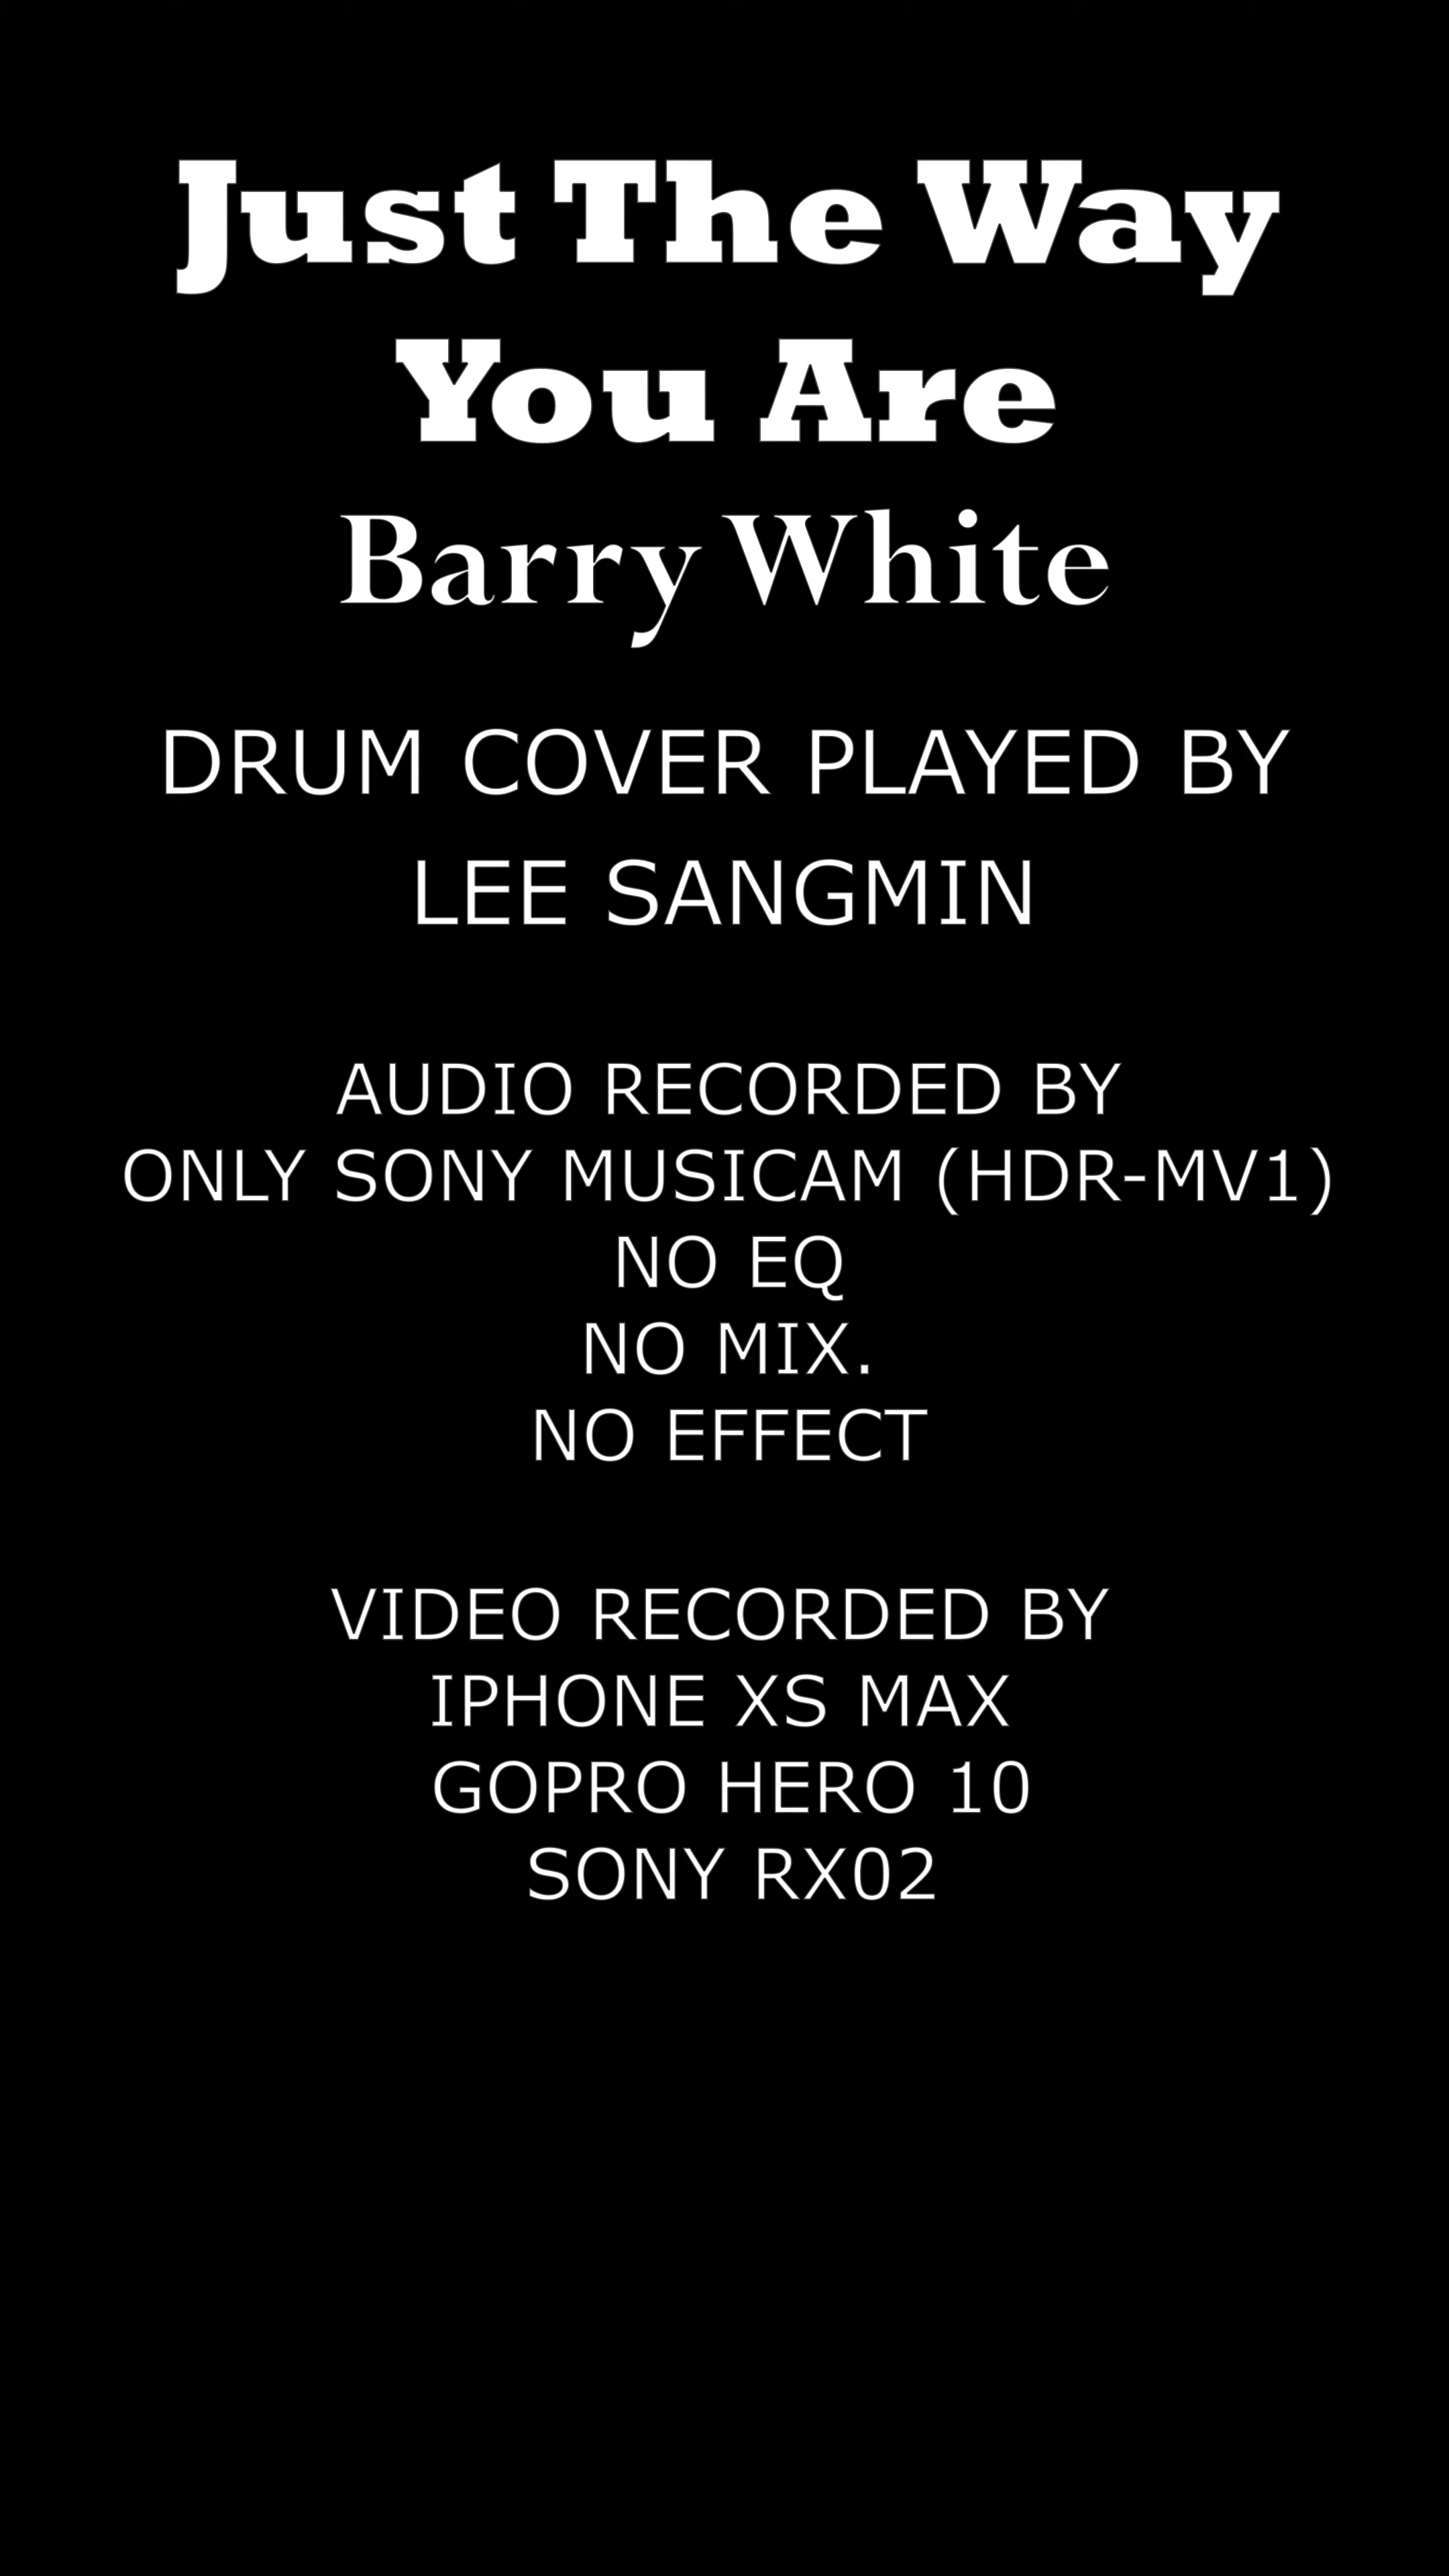 Just The Way
You Are
Barry White
DRUM COVER PLAYED BY
LEE SANGMIN
AUDIO RECORDED BY
ONLY SONY MUSICAM (HDR-MV1)
NO EQ
NO MIX.
NO EFFECT
VIDEO RECORDED BY
IPHONE XS MAX
GOPRO HERO 10
SONY RX02